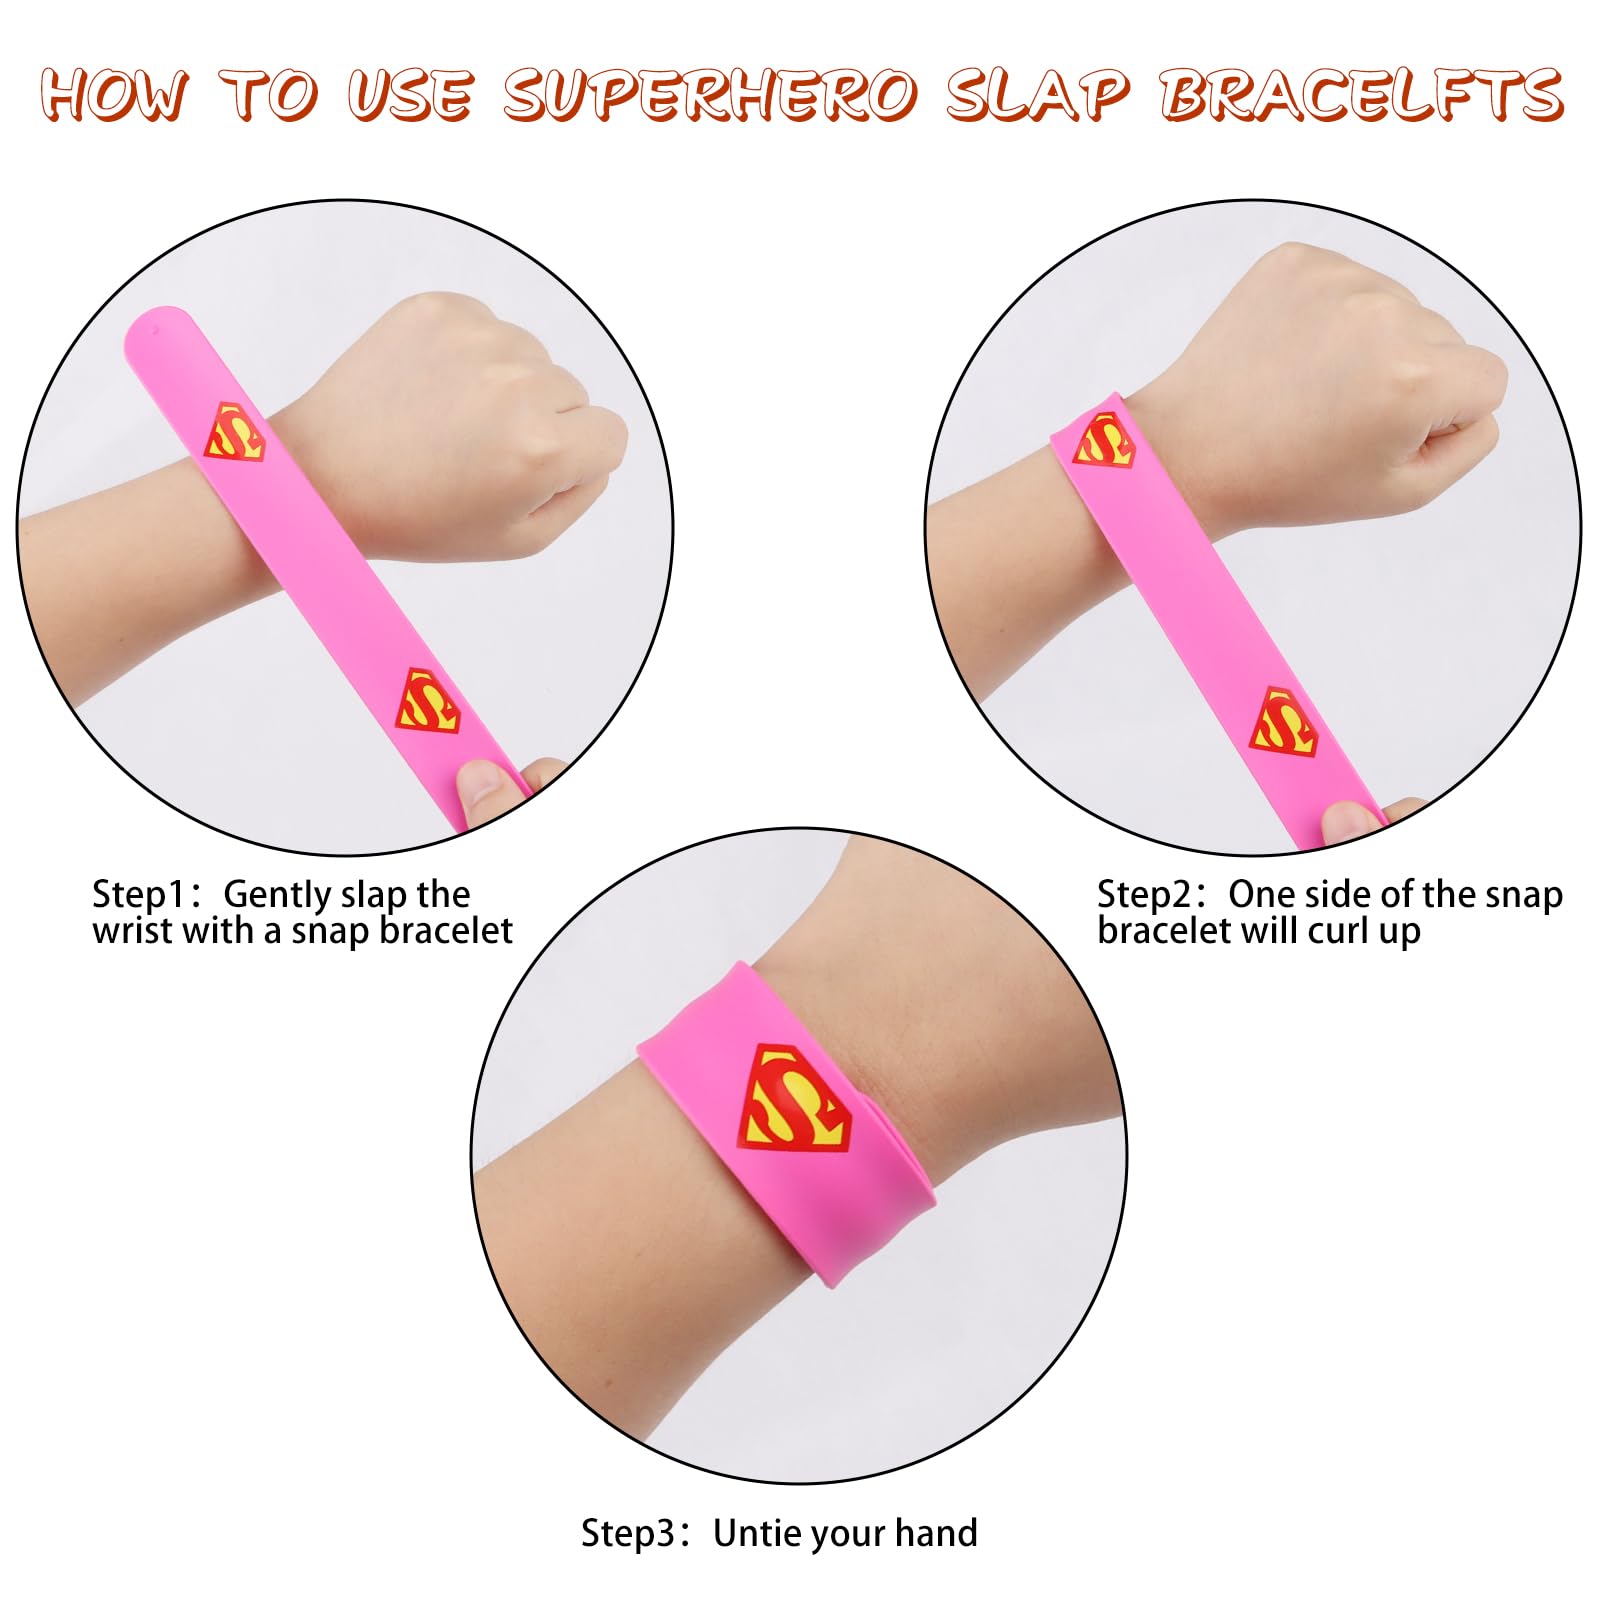 HOW TO USE SUPERHERO SLAP BRACELFTS
Step1：Gently slap the
wrist with a snap bracelet
Step2：One side of the snap
bracelet will curl up
Step3：Untie your hand
S
S
S
S
S